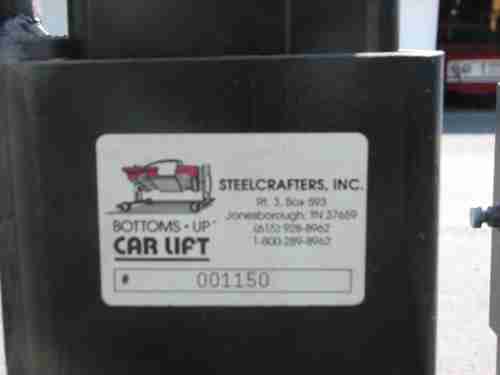 STEELCRAFTERS, INC.
Rt. 3, Box 593
Jonesborough, TN 37659
(615) 928-8962
1-800-289-8962
BOTTOMS-UP
CAR LIFT
# 001150